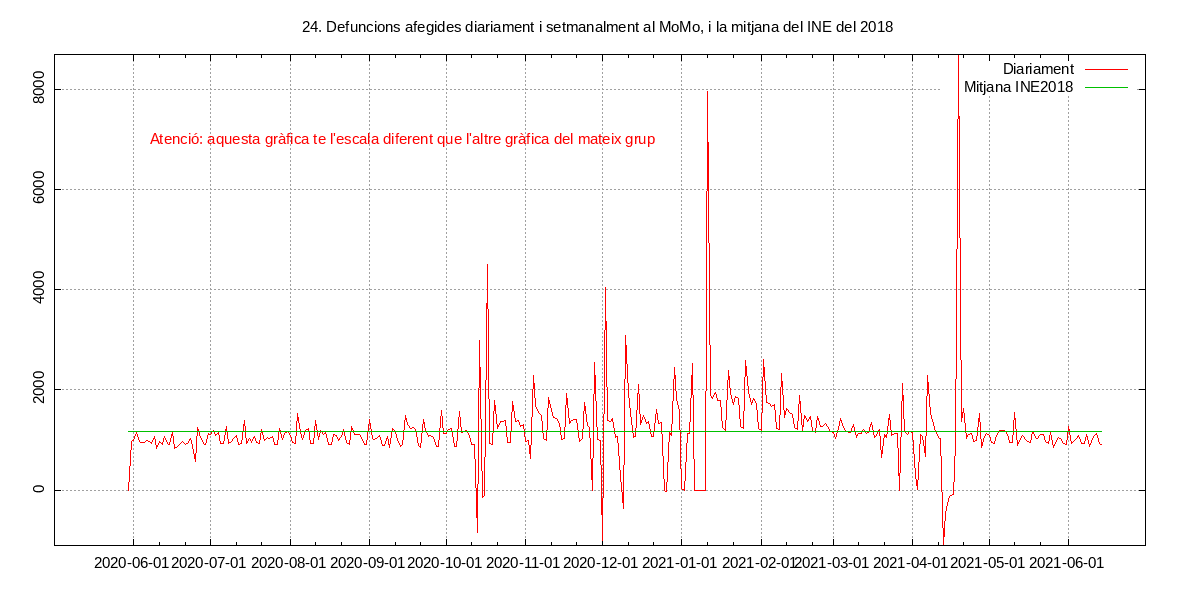 24. Defuncions afegides diariament i setmanalment al MoMo, i la mitjana del INE del 2018
Diariament
Mitjana INE2018
Atenció: aquesta gràfica te l'escala diferent que l'altre gràfica del mateix grup
8000
6000
4000
2000
0
2020-06-01 2020-07-01 2020-08-01 2020-09-01 2020-10-01 2020-11-01 2020-12-01 2021-01-01 2021-02-01 2021-03-01 2021-04-01 2021-05-01 2021-06-01